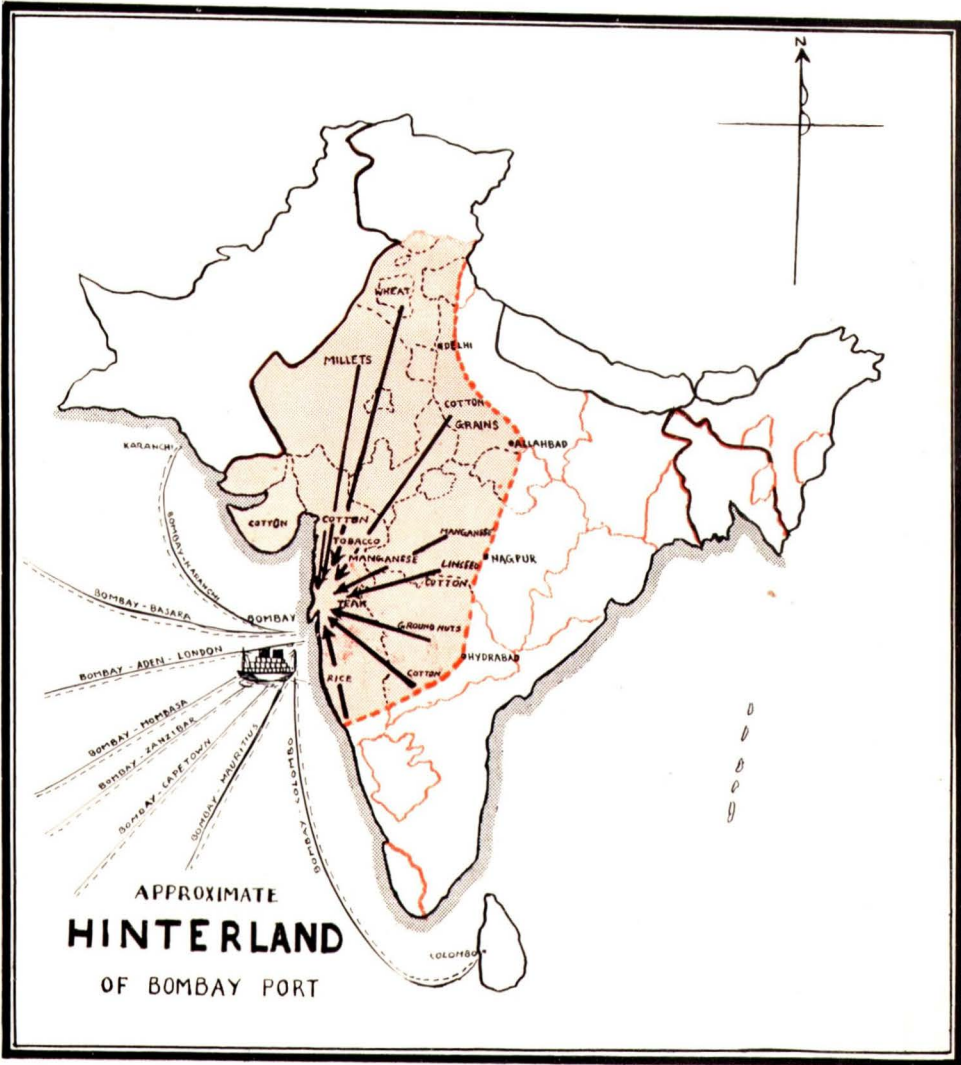 N
WHEAT
DELHI
MILLETS
COTTON
GRAINS
ALLAHBAD
KARANCHI
COTTON
COTTON
TOBACCO
MANGANESE
MANGANESE
LINSEED
NAGPUR
COTTON
BOMBAY-KARANCHI
BOMBAY-BASARA
BOMBAY
TEAK
GROUND NUTS
BOMBAY-ADEN-LONDON
HYDRABAD
RICE
COTTON
BOMBAY-MOMBASA
BOMBAY ZANZIBAR
BOMBAY-CAPETOWN
BOMBAY-MAURITIUS
BOMBAY COLOMBO
APPROXIMATE
HINTERLAND
OF BOMBAY PORT
COLOMBO